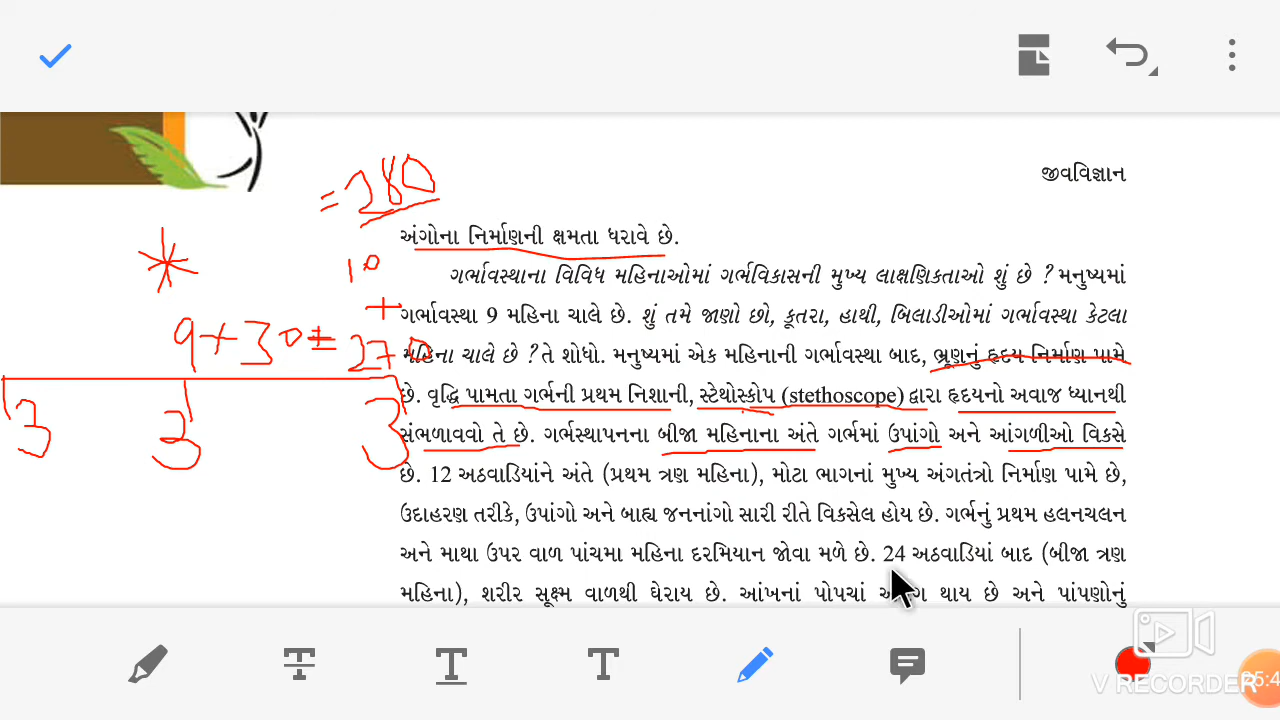 જીવવિજ્ઞાન
= 280
અંગોના નિર્માણની ક્ષમતા ધરાવે છે.
10
ગર્ભાવસ્થાના વિવિધ મહિનાઓમાં ગર્ભવિકાસની મુખ્ય લાક્ષણિકતાઓ શું છે ? મનુષ્યમાં
+
ગર્ભાવસ્થા 9 મહિના ચાલે છે. શું તમે જાણો છો, કૂતરા, હાથી, બિલાડીઓમાં ગર્ભાવસ્થા કેટલા
9 + 30 = 270
મહિના ચાલે છે ? તે શોધો. મનુષ્યમાં એક મહિનાની ગર્ભાવસ્થા બાદ, ભ્રૂણનું હૃદય નિર્માણ પામે
છે. વૃદ્ધિ પામતા ગર્ભની પ્રથમ નિશાની, સ્ટેથોસ્કોપ (stethoscope) દ્વારા હૃદયનો અવાજ ધ્યાનથી
3 3 3
સંભળાવવો તે છે. ગર્ભસ્થાપનના બીજા મહિનાના અંતે ગર્ભમાં ઉપાંગો અને આંગળીઓ વિકસે
છે. 12 અઠવાડિયાંને અંતે (પ્રથમ ત્રણ મહિના), મોટા ભાગનાં મુખ્ય અંગતંત્રો નિર્માણ પામે છે,
ઉદાહરણ તરીકે, ઉપાંગો અને બાહ્ય જનનાંગો સારી રીતે વિકસેલ હોય છે. ગર્ભનું પ્રથમ હલનચલન
અને માથા ઉપર વાળ પાંચમા મહિના દરમિયાન જોવા મળે છે. 24 અઠવાડિયાં બાદ (બીજા ત્રણ
મહિના), શરીર સૂક્ષ્મ વાળથી ઘેરાય છે. આંખનાં પોપચાં થાય છે અને પાંપણોનું
T T T
V RECORDER
25:4